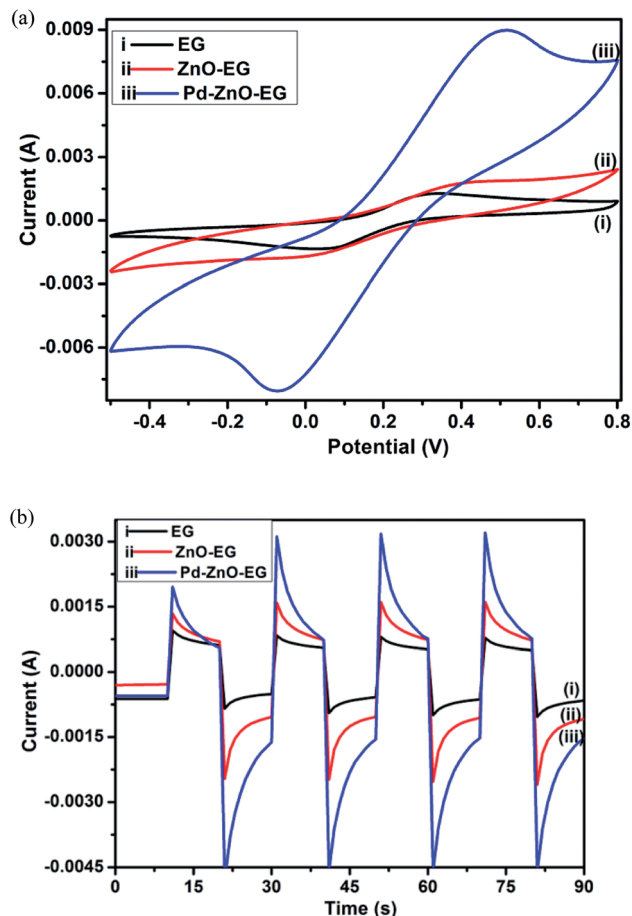 (a)
0.009
0.006
0.003
0.000
-0.003
-0.006
Current (A)
i EG
ii ZnO-EG
iii Pd-ZnO-EG
(iii)
(ii)
(i)
-0.4 -0.2 0.0 0.2 0.4 0.6 0.8
Potential (V)
(b)
0.0030
0.0015
0.0000
-0.0015
-0.0030
-0.0045
Current (A)
i EG
ii ZnO-EG
iii Pd-ZnO-EG
(i)
(ii)
(iii)
0 15 30 45 60 75 90
Time (s)